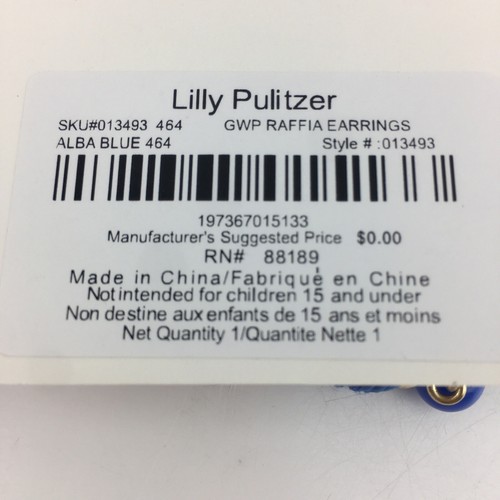 Lilly Pulitzer
SKU#013493 464 GWP RAFFIA EARRINGS
ALBA BLUE 464 Style # :013493
197367015133
Manufacturer's Suggested Price $0.00
RN# 88189
Made in China/Fabriqué en Chine
Not intended for children 15 and under
Non destine aux enfants de 15 ans et moins
Net Quantity 1/Quantite Nette 1